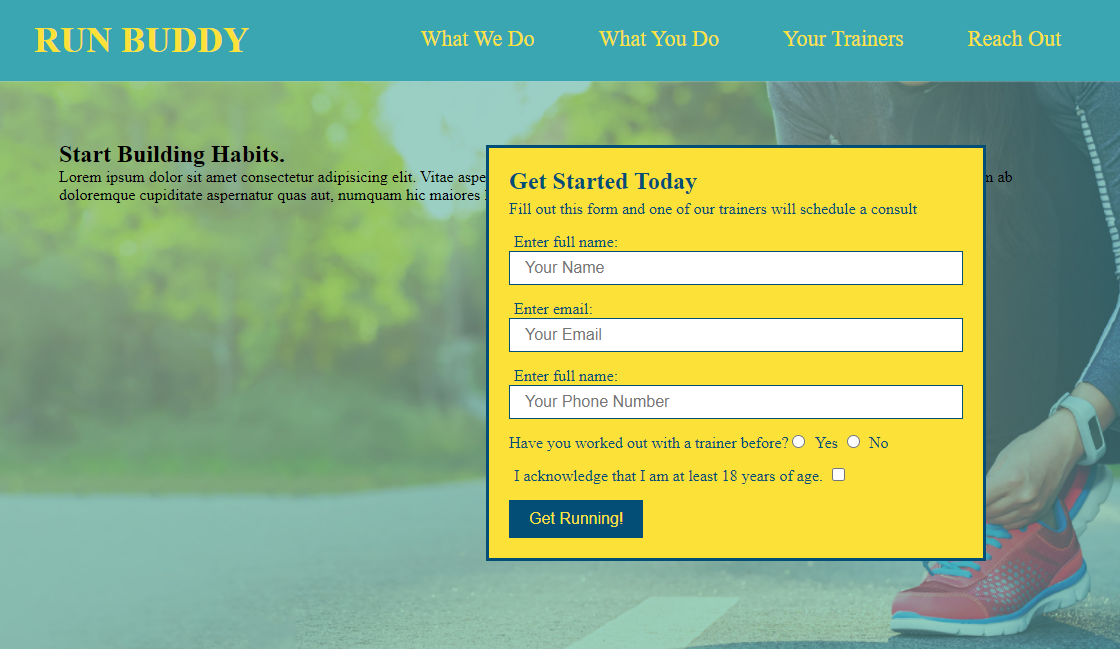 RUN BUDDY
What We Do
What You Do
Your Trainers
Reach Out
Start Building Habits.
Lorem ipsum dolor sit amet consectetur adipisicing elit. Vitae ab
doloremque cupiditate aspernatur quas aut, numquam hic maiores
Get Started Today
Fill out this form and one of our trainers will schedule a consult
Enter full name:
Your Name
Enter email:
Your Email
Enter full name:
Your Phone Number
Have you worked out with a trainer before? Yes No
I acknowledge that I am at least 18 years of age.
Get Running!